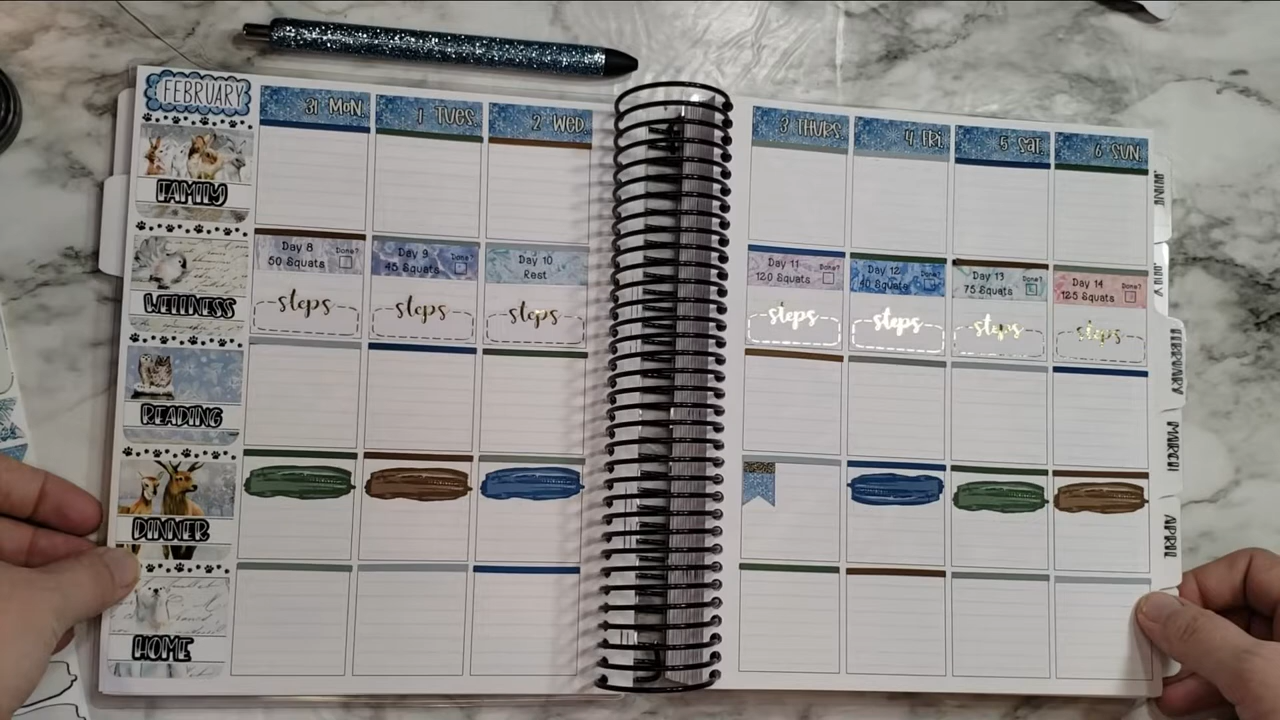 FEBRUARY
31 MON.
1 TUES.
2 WED.
3 THURS.
4 FRI.
5 SAT.
6 SUN.
FAMILY
WELLNESS
Day 8
50 Squats
Done?
Day 9
45 Squats
Done?
Day 10
Rest
Day 11
120 Squats
Done?
Day 12
40 Squats
Done?
Day 13
75 Squats
Done?
Day 14
125 Squats
Done?
steps
steps
steps
steps
steps
steps
steps
READING
DINNER
HOME
JUNE
JULY
FEBRUARY
MARCH
APRIL